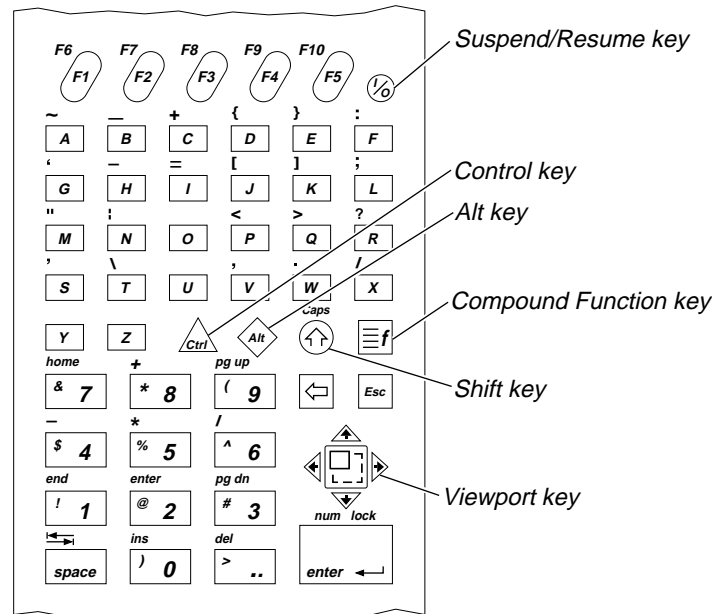 F6 F7 F8 F9 F10
Suspend/Resume key
F1 F2 F3 F4 F5 I/O
~ — + { } :
A B C D E F
‘ – = [ ] ;
G H I J K L
Control key
" ¦ < > ?
Alt key
M N O P Q R
’ \ , . /
S T U V W X
Caps
Compound Function key
Y Z Ctrl Alt f
home + pg up
Shift key
& 7 * 8 ( 9 Esc
– * /
$ 4 % 5 ^ 6
end enter pg dn
Viewport key
! 1 @ 2 # 3
num lock
ins del
space ) 0 > ..
enter